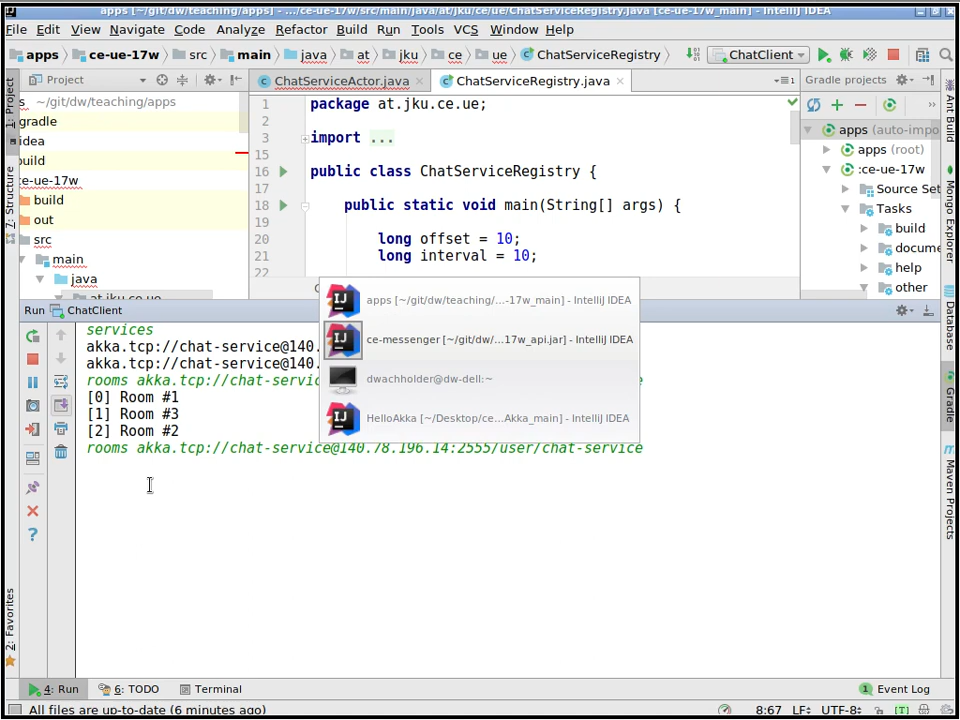 apps [~/git/dw/teaching/apps] - .../ce-ue-17w/src/main/java/at/jku/ce/ue/ChatServiceRegistry.java [ce-ue-17w_main] - IntelliJ IDEA
File Edit View Navigate Code Analyze Refactor Build Run Tools VCS Window Help
apps ce-ue-17w src main java at jku ce ue ChatServiceRegistry ChatClient
1: Project
Project
ChatServiceActor.java
ChatServiceRegistry.java
Gradle projects
s ~/git/dw/teaching/apps
gradle
idea
build
ce-ue-17w
build
out
src
main
java
at.jku.ce.ue
7: Structure
1 package at.jku.ce.ue;
2
3 import ...
15
16 public class ChatServiceRegistry {
17
18 public static void main(String[] args) {
19
20 long offset = 10;
21 long interval = 10;
22
apps (auto-impo
apps (root)
:ce-ue-17w
Source Set
Tasks
build
docume
help
other
Ant Build
Mongo Explorer
Database
Gradle
Maven Projects
Run ChatClient
services
akka.tcp://chat-service@140.
akka.tcp://chat-service@140.
rooms akka.tcp://chat-servic
[0] Room #1
[1] Room #3
[2] Room #2
rooms akka.tcp://chat-service@140.78.196.14:2555/user/chat-service
apps [~/git/dw/teaching/...-17w_main] - IntelliJ IDEA
ce-messenger [~/git/dw/...17w_api.jar] - IntelliJ IDEA
dwachholder@dw-dell:~
HelloAkka [~/Desktop/ce...Akka_main] - IntelliJ IDEA
2: Favorites
4: Run 6: TODO Terminal 1 Event Log
All files are up-to-date (6 minutes ago) 8:67 LF÷ UTF-8÷ [T]